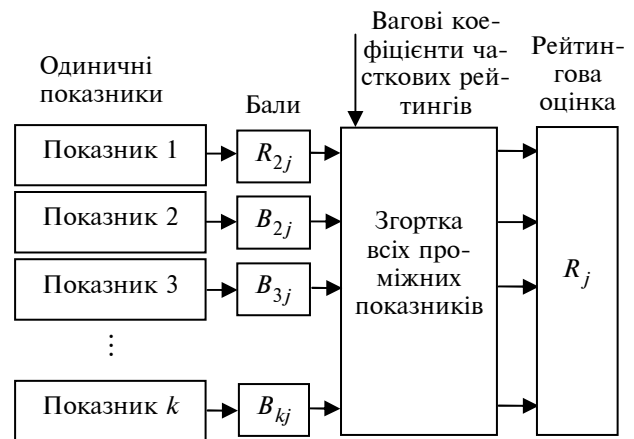 Вагові кое-
фіцієнти ча-
сткових рей-
тингів
Рейтин-
гова
оцінка
Одиничні
показники
Бали
Показник 1
R2j
Показник 2
B2j
Показник 3
B3j
⋮
Показник k
Bkj
Згортка
всіх про-
міжних
показників
Rj